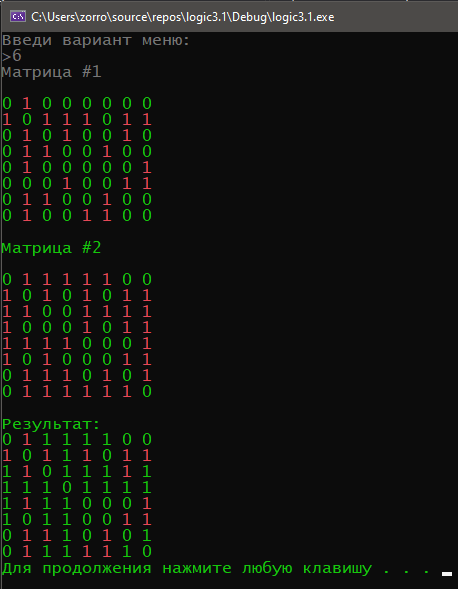 C:\Users\zorro\source\repos\logic3.1\Debug\logic3.1.exe
Введи вариант меню:
>6
Матрица #1
0 1 0 0 0 0 0 0
1 0 1 1 1 0 1 1
0 1 0 1 0 0 1 0
0 1 1 0 0 1 0 0
0 1 0 0 0 0 0 1
0 0 0 1 0 0 1 1
0 1 1 0 0 1 0 0
0 1 0 0 1 1 0 0
Матрица #2
0 1 1 1 1 1 0 0
1 0 1 0 1 0 1 1
1 1 0 0 1 1 1 1
1 0 0 0 1 0 1 1
1 1 1 1 0 0 0 1
1 0 1 0 0 0 1 1
0 1 1 1 0 1 0 1
0 1 1 1 1 1 1 0
Результат:
0 1 1 1 1 1 0 0
1 0 1 1 1 0 1 1
1 1 0 1 1 1 1 1
1 1 1 0 1 1 1 1
1 1 1 1 0 0 0 1
1 0 1 1 0 0 1 1
0 1 1 1 0 1 0 1
0 1 1 1 1 1 1 0
Для продолжения нажмите любую клавишу . . .